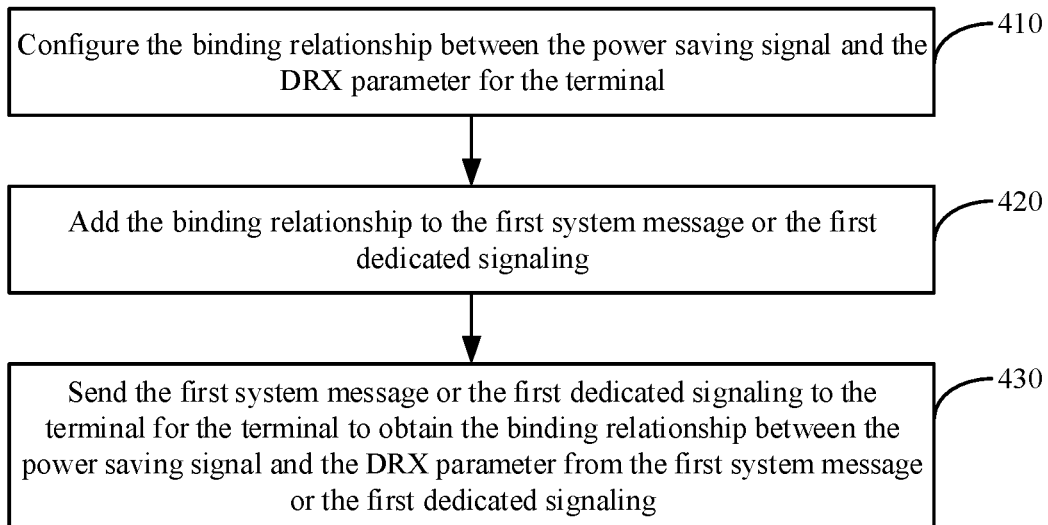 Configure the binding relationship between the power saving signal and the
DRX parameter for the terminal
410
Add the binding relationship to the first system message or the first
dedicated signaling
420
Send the first system message or the first dedicated signaling to the
terminal for the terminal to obtain the binding relationship between the
power saving signal and the DRX parameter from the first system message
or the first dedicated signaling
430